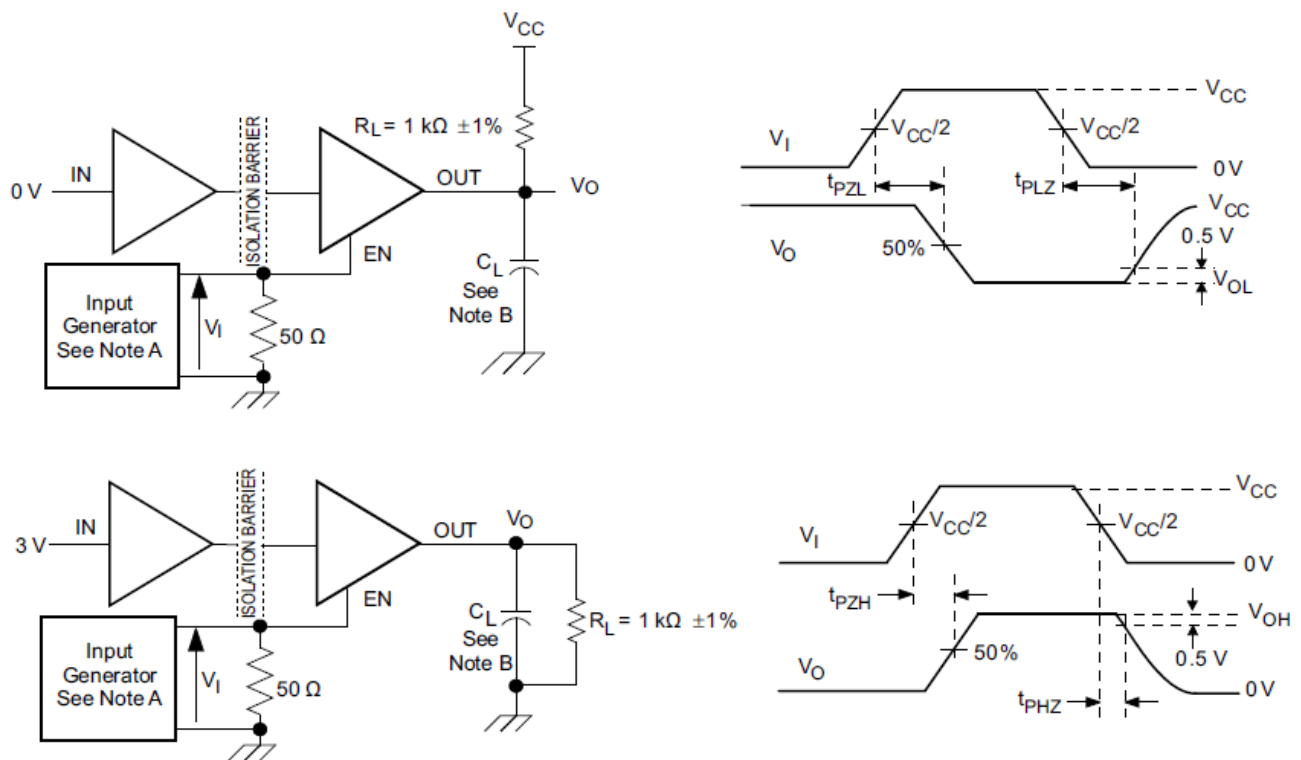 VCC
RL = 1 kΩ ±1%
ISOLATION BARRIER
IN
0 V
OUT
VO
EN
CL
See
Note B
Input
Generator
See Note A
VI
50 Ω
VCC
VCC/2
VCC/2
VI
0 V
tPZL
tPLZ
VCC
0.5 V
50%
VO
VOL
ISOLATION BARRIER
IN
3 V
OUT
VO
EN
CL
See
Note B
RL = 1 kΩ ±1%
Input
Generator
See Note A
VI
50 Ω
VCC
VCC/2
VCC/2
VI
0 V
tPZH
VOH
50%
0.5 V
VO
0 V
tPHZ